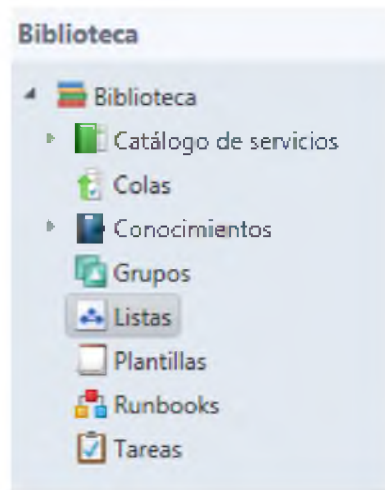 Biblioteca
Biblioteca
Catálogo de servicios
Colas
Conocimientos
Grupos
Listas
Plantillas
Runbooks
Tareas